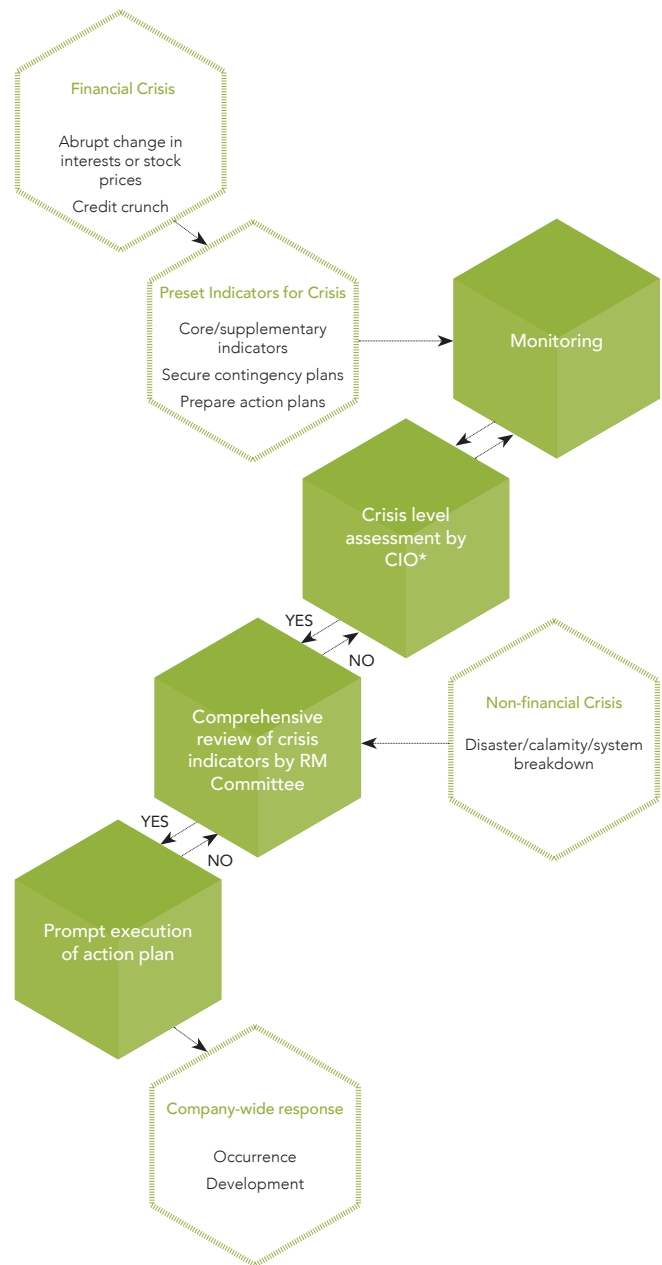 Financial Crisis
Abrupt change in
interests or stock
prices
Credit crunch
Preset Indicators for Crisis
Core/supplementary
indicators
Secure contingency plans
Prepare action plans
Monitoring
Crisis level
assessment by
CIO*
YES
NO
Comprehensive
review of crisis
indicators by RM
Committee
Non-financial Crisis
Disaster/calamity/system
breakdown
YES
NO
Prompt execution
of action plan
Company-wide response
Occurrence
Development